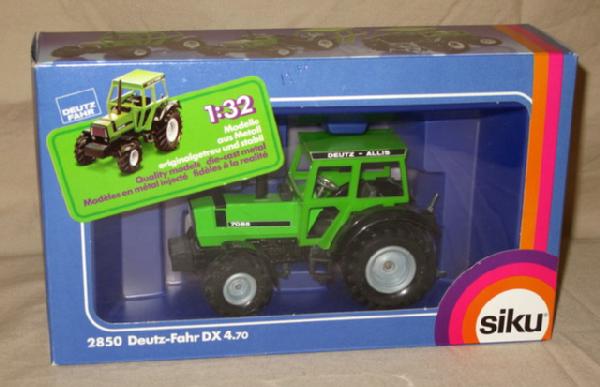 DEUTZ
FAHR
1:32
Modelle
aus Metall
originalgetreu und stabil
Quality models, die-cast metal
Modèles en métal injecté fidèles à la réalité
DEUTZ - ALLIS
7085
2850 Deutz-Fahr DX 4.70
siku